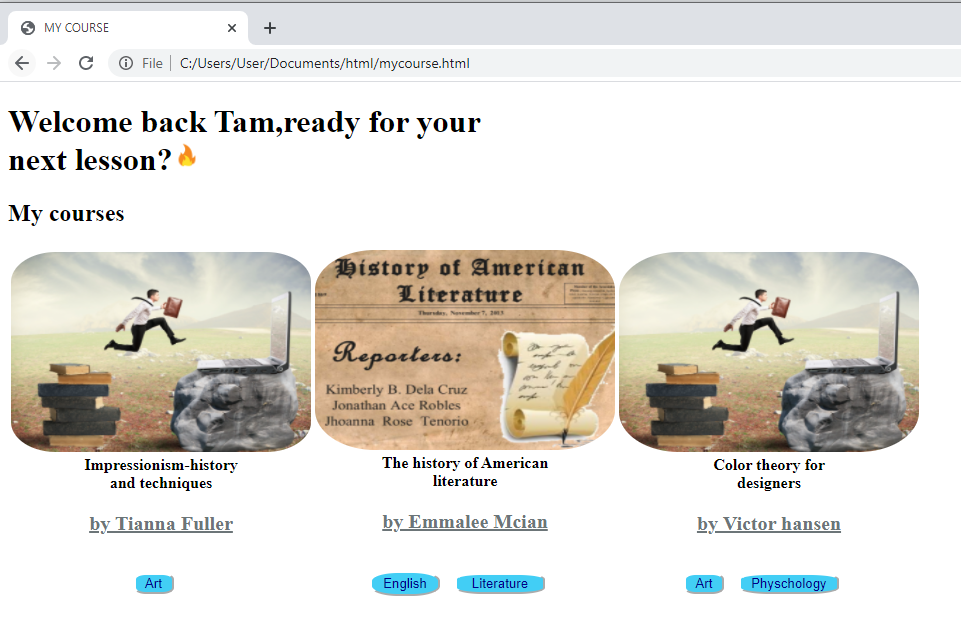 MY COURSE
File
C:/Users/User/Documents/html/mycourse.html
Welcome back Tam,ready for your
next lesson?🔥
My courses
History of American
Literature
Thursday, November 7, 2013
Reporters:
Kimberly B. Dela Cruz
Jonathan Ace Robles
Jhoanna Rose Tenorio
Impressionism-history
and techniques
by Tianna Fuller
Art
The history of American
literature
by Emmalee Mcian
English Literature
Color theory for
designers
by Victor hansen
Art Physchology